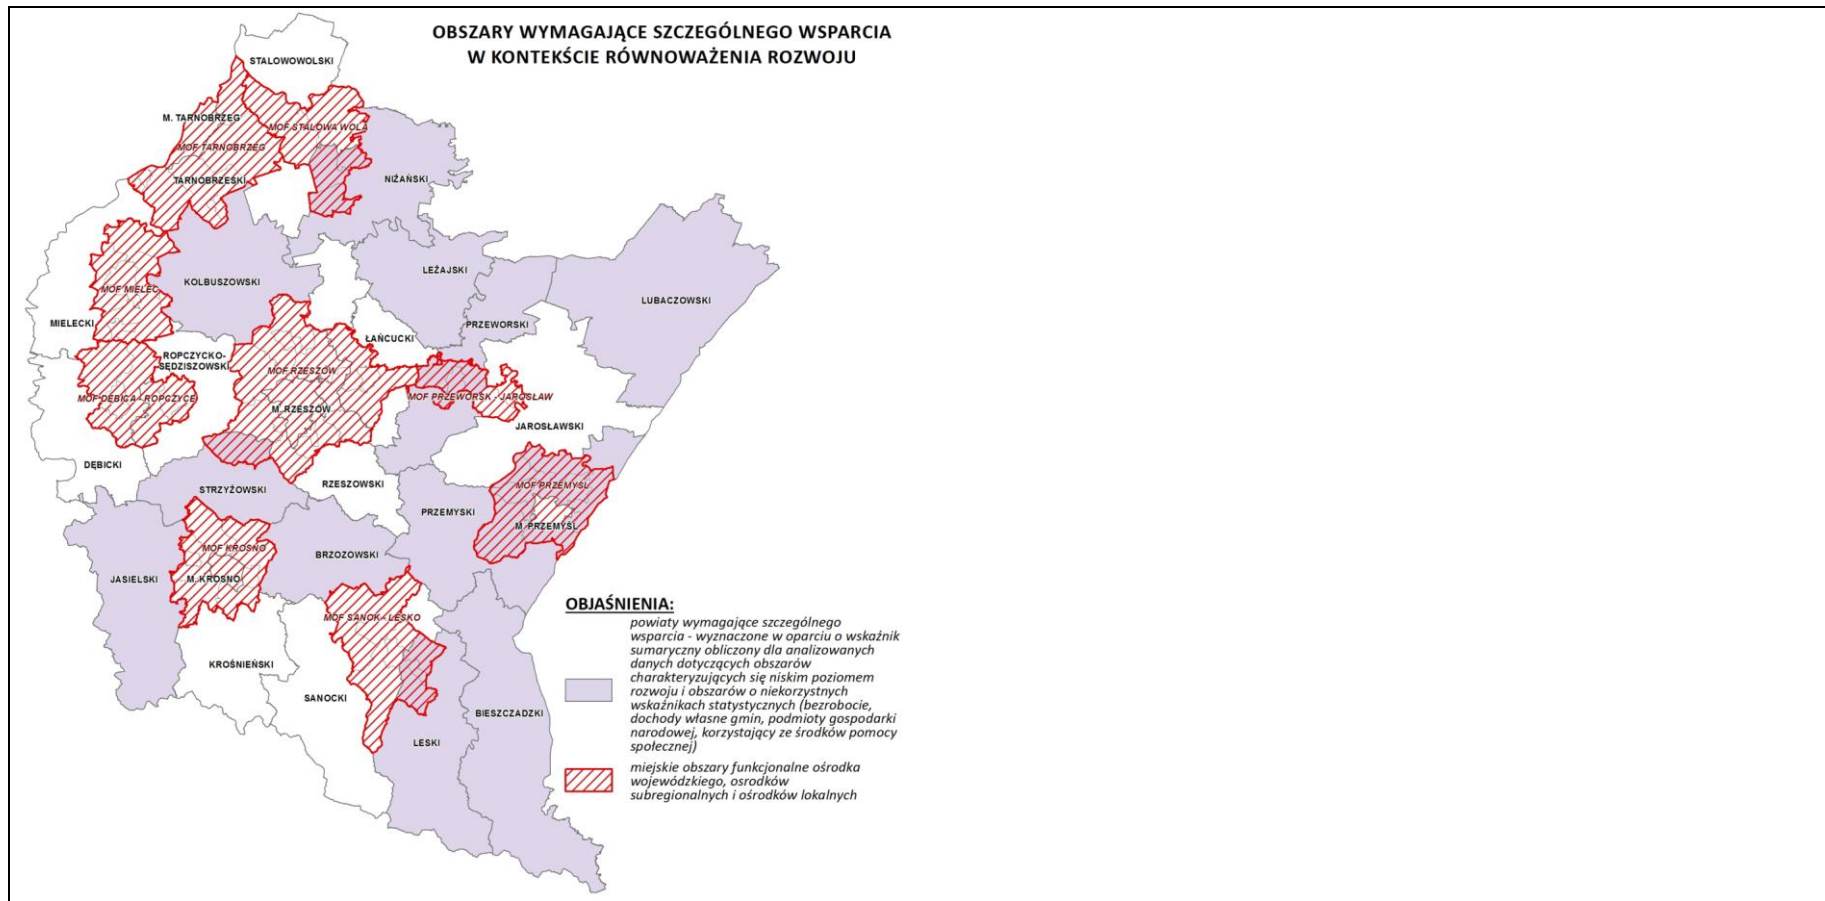 OBSZARY WYMAGAJĄCE SZCZEGÓLNEGO WSPARCIA
W KONTEKŚCIE RÓWNOWAŻENIA ROZWOJU
STALOWOWOLSKI
M. TARNOBRZEG
MOF STALOWA WOLA
MOF TARNOBRZEG
TARNOBRZESKI
NIŻAŃSKI
LEŻAJSKI
KOLBUSZOWSKI
MOF MIELEC
LUBACZOWSKI
MIELECKI
PRZEWORSKI
ŁAŃCUCKI
ROPCZYCKO-
SĘDZISZOWSKI
MOF RZESZÓW
MOF DĘBICA - ROPCZYCE
MOF PRZEWORSK - JAROSŁAW
M. RZESZÓW
JAROSŁAWSKI
DĘBICKI
RZESZOWSKI
MOF PRZEMYŚL
STRZYŻOWSKI
PRZEMYSKI
M. PRZEMYŚL
MOF KROSNO
BRZOZOWSKI
JASIELSKI
M. KROSNO
MOF SANOK - LESKO
KROŚNIEŃSKI
SANOCKI
BIESZCZADZKI
LESKI
OBJAŚNIENIA:
powiaty wymagające szczególnego
wsparcia - wyznaczone w oparciu o wskaźnik
sumaryczny obliczony dla analizowanych
danych dotyczących obszarów
charakteryzujących się niskim poziomem
rozwoju i obszarów o niekorzystnych
wskaźnikach statystycznych (bezrobocie,
dochody własne gmin, podmioty gospodarki
narodowej, korzystający ze środków pomocy
społecznej)
miejskie obszary funkcjonalne ośrodka
wojewódzkiego, osrodków
subregionalnych i ośrodków lokalnych